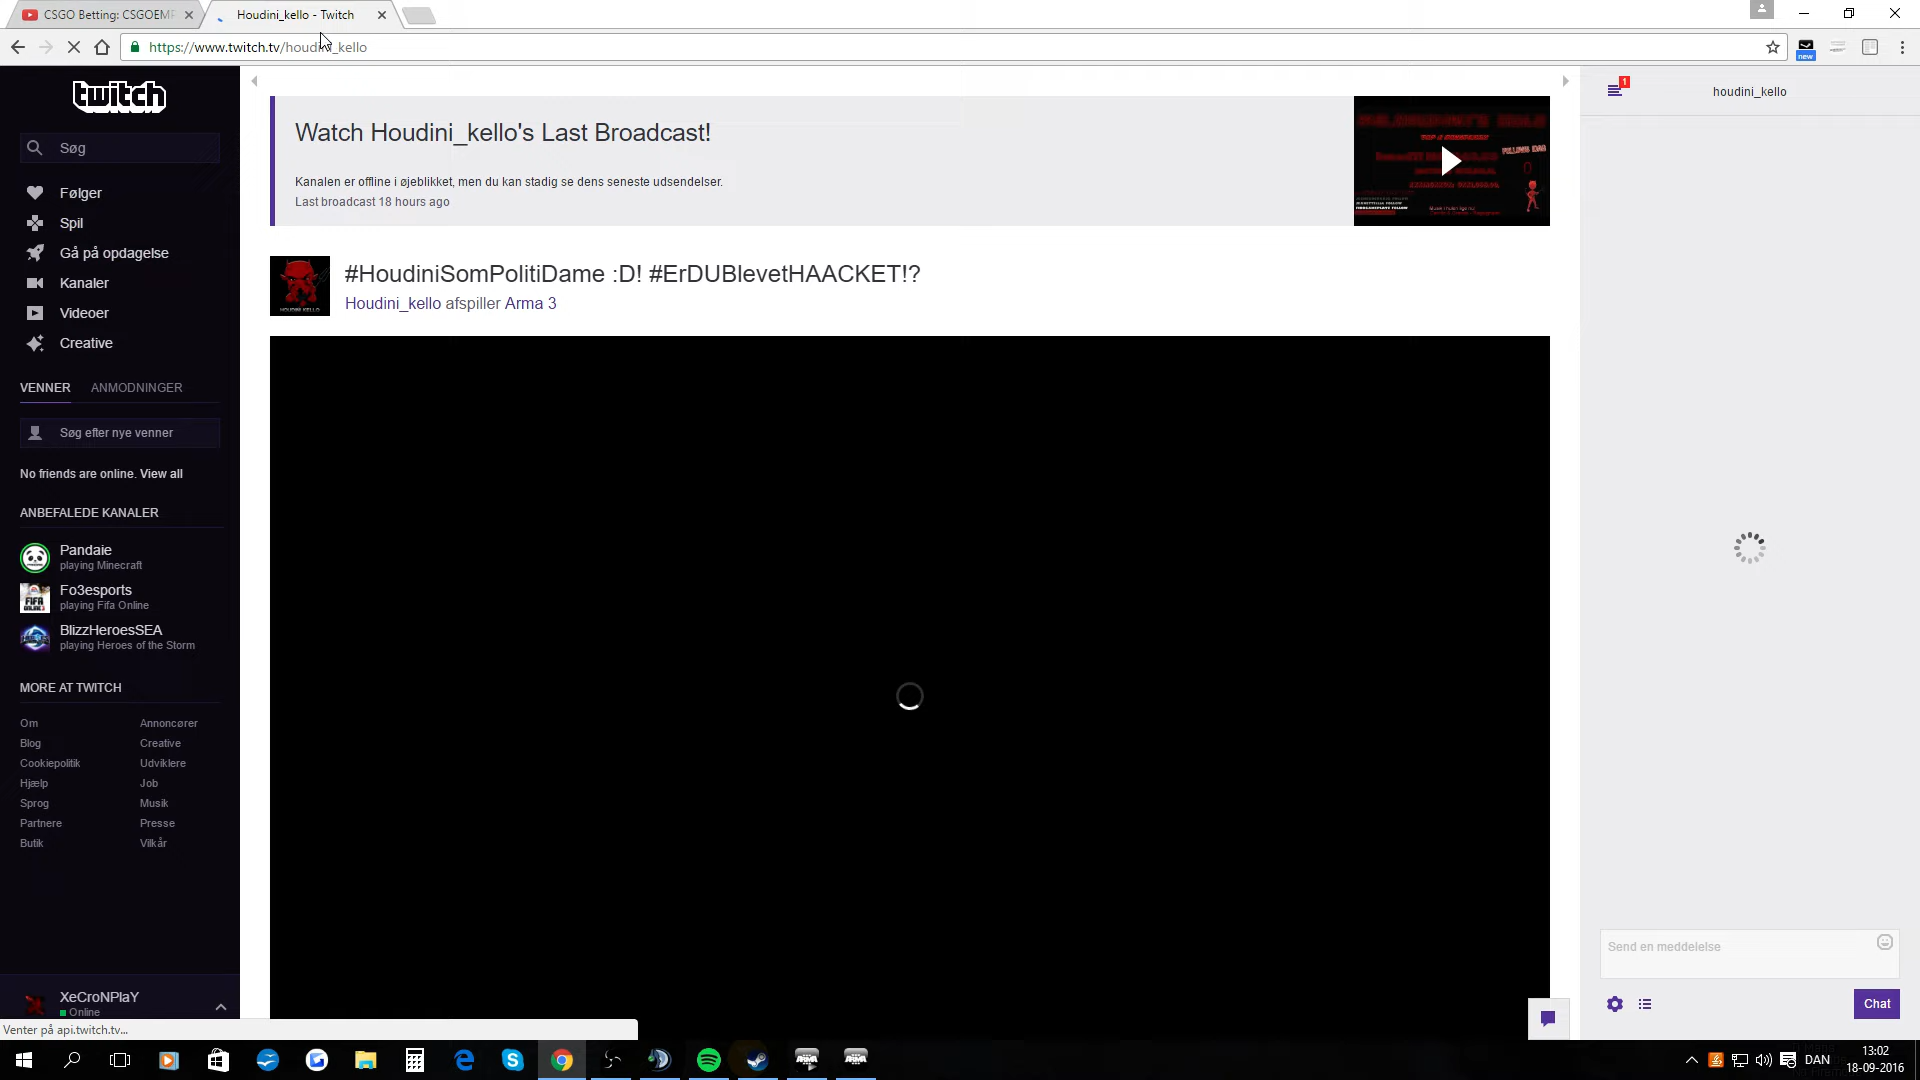 CSGO Betting: CSGOEMP
Houdini_kello - Twitch
https://www.twitch.tv/houdini_kello
new
twitch
Søg
Følger
Spil
Gå på opdagelse
Kanaler
Videoer
Creative
VENNER ANMODNINGER
Søg efter nye venner
No friends are online. View all
ANBEFALEDE KANALER
Pandaie
playing Minecraft
Fo3esports
playing Fifa Online
BlizzHeroesSEA
playing Heroes of the Storm
MORE AT TWITCH
Om Annoncører
Blog Creative
Cookiepolitik Udviklere
Hjælp Job
Sprog Musik
Partnere Presse
Butik Vilkår
XeCroNPlaY
Online
Venter på api.twitch.tv...
Watch Houdini_kello's Last Broadcast!
Kanalen er offline i øjeblikket, men du kan stadig se dens seneste udsendelser.
Last broadcast 18 hours ago
#HoudiniSomPolitiDame :D! #ErDUBlevetHAACKET!?
Houdini_kello afspiller Arma 3
HOUDINI KELLO
1
houdini_kello
Send en meddelelse
Chat
DAN
13:02
18-09-2016